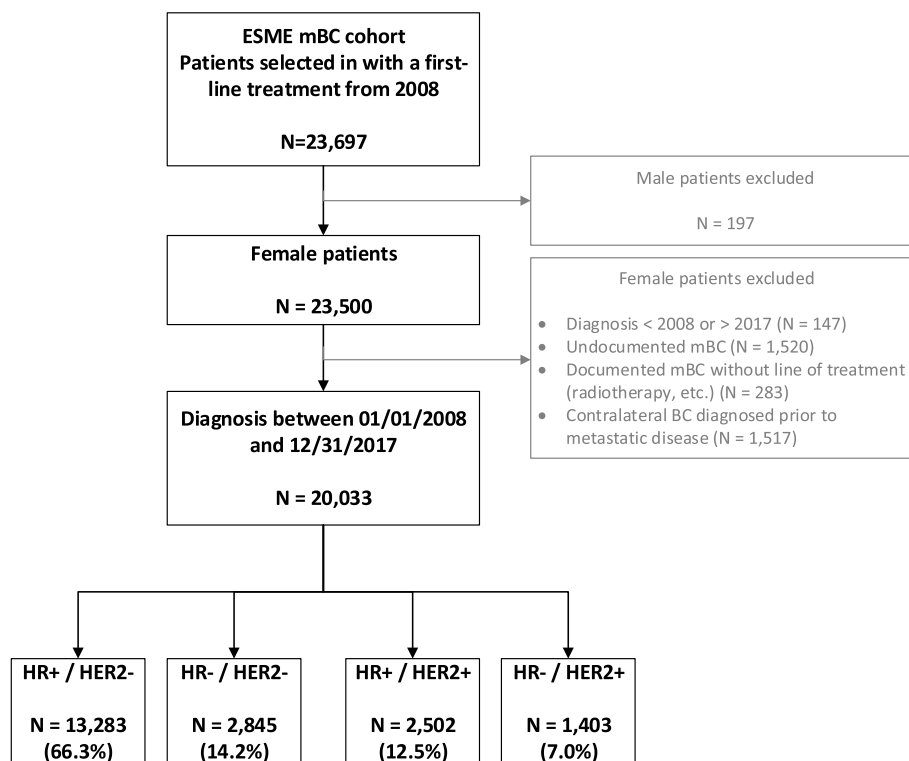 ESME mBC cohort
Patients selected in with a first-
line treatment from 2008
N=23,697
Male patients excluded
N = 197
Female patients
N = 23,500
Female patients excluded
● Diagnosis < 2008 or > 2017 (N = 147)
● Undocumented mBC (N = 1,520)
● Documented mBC without line of treatment
(radiotherapy, etc.) (N = 283)
● Contralateral BC diagnosed prior to
metastatic disease (N = 1,517)
Diagnosis between 01/01/2008
and 12/31/2017
N = 20,033
HR+ / HER2-
N = 13,283
(66.3%)
HR- / HER2-
N = 2,845
(14.2%)
HR+ / HER2+
N = 2,502
(12.5%)
HR- / HER2+
N = 1,403
(7.0%)